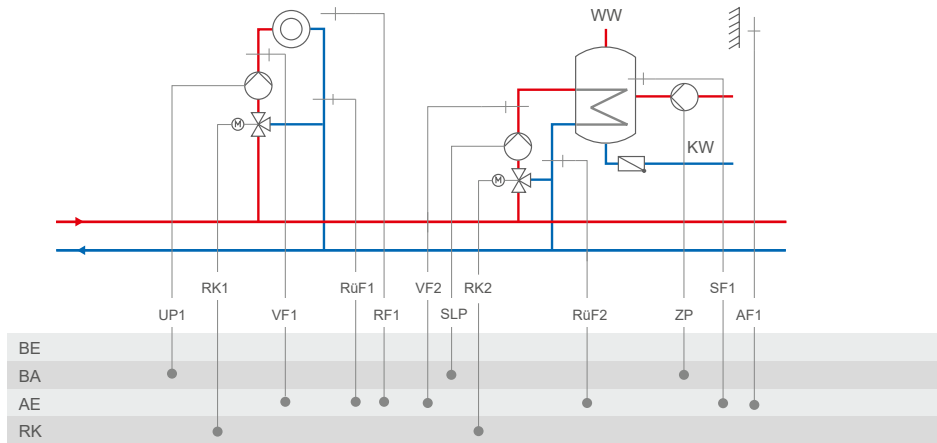 WW
M
KW
M
RK1 RüF1 VF2 RK2 SF1
UP1 VF1 RF1 SLP RüF2 ZP AF1
BE
BA
AE
RK